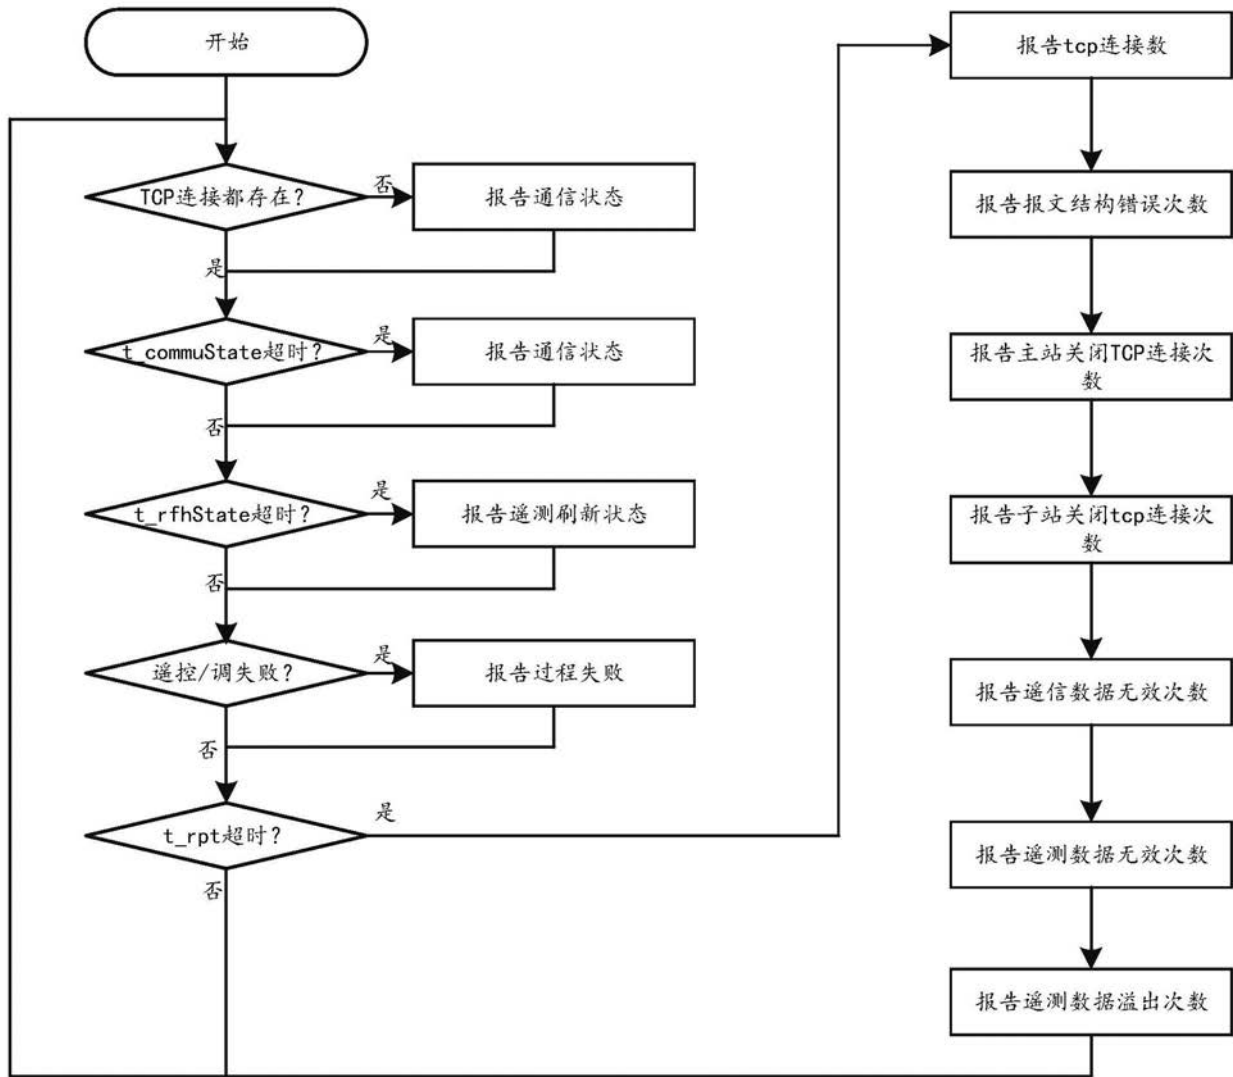 开始
TCP连接都存在?
否
报告通信状态
是
t_commuState超时?
是
报告通信状态
否
t_rfhState超时?
是
报告遥测刷新状态
否
遥控/调失败?
是
报告过程失败
否
t_rpt超时?
是
否
报告tcp连接数
报告报文结构错误次数
报告主站关闭TCP连接次
数
报告子站关闭tcp连接次
数
报告遥信数据无效次数
报告遥测数据无效次数
报告遥测数据溢出次数